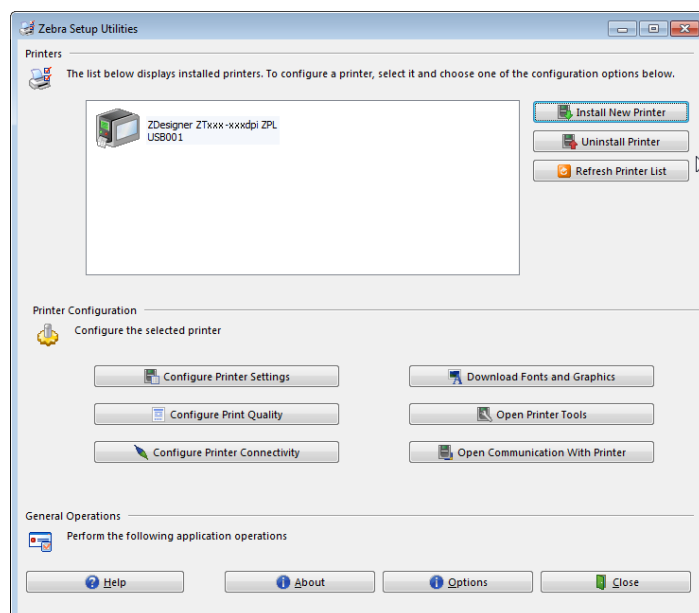 Zebra Setup Utilities
Printers
The list below displays installed printers. To configure a printer, select it and choose one of the configuration options below.
ZDesigner ZTxxx-xxxdpi ZPL
USB001
Install New Printer
Uninstall Printer
Refresh Printer List
Printer Configuration
Configure the selected printer
Configure Printer Settings
Download Fonts and Graphics
Configure Print Quality
Open Printer Tools
Configure Printer Connectivity
Open Communication With Printer
General Operations
Perform the following application operations
Help
About
Options
Close